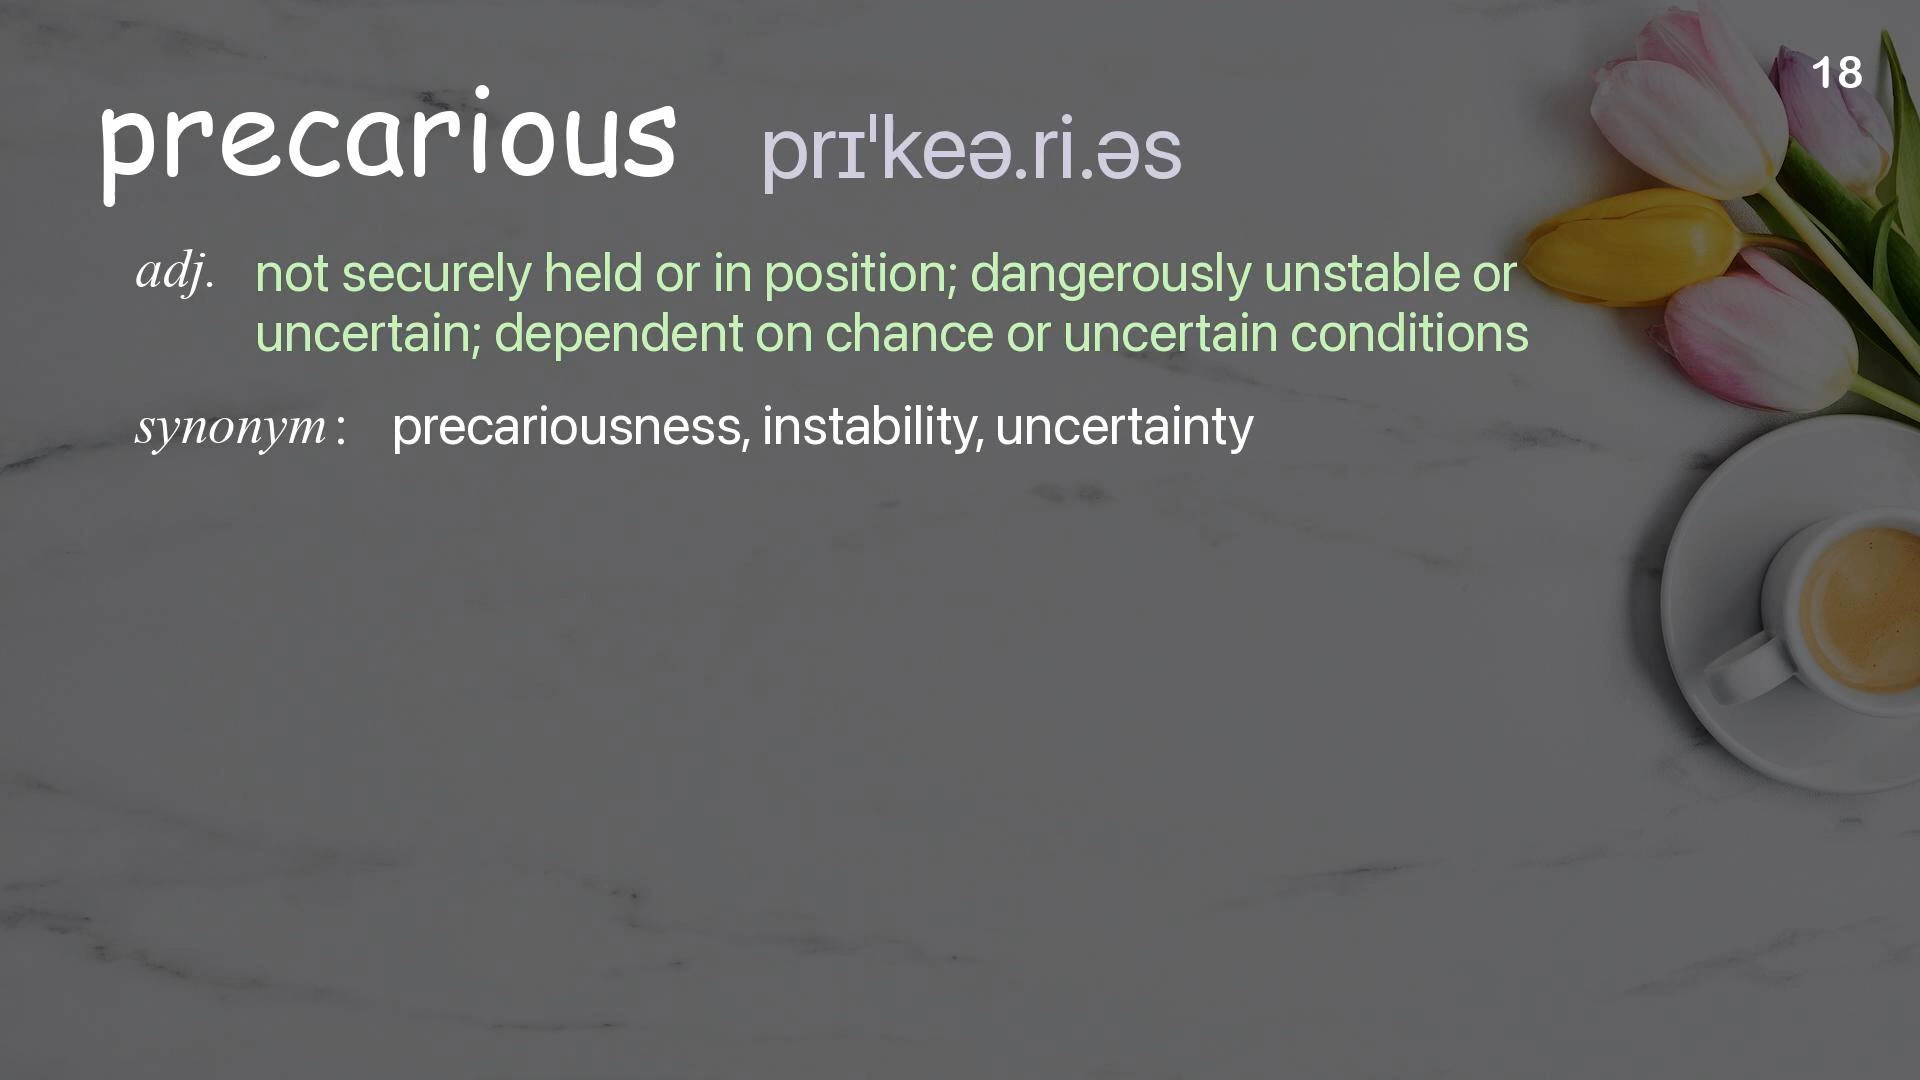 18
precarious prɪˈkeə.ri.əs
adj. not securely held or in position; dangerously unstable or
uncertain; dependent on chance or uncertain conditions
synonym : precariousness, instability, uncertainty